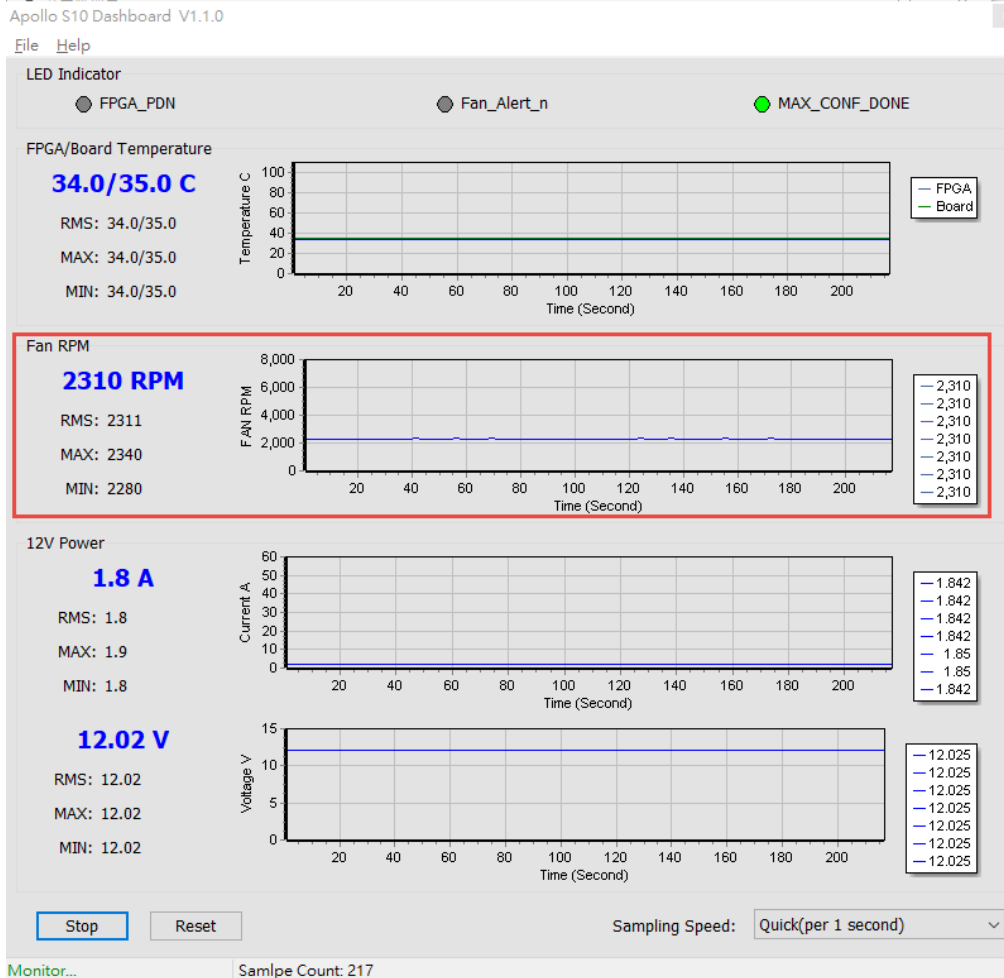 Apollo S10 Dashboard V1.1.0
File Help
LED Indicator
FPGA_PDN Fan_Alert_n MAX_CONF_DONE
FPGA/Board Temperature
34.0/35.0 C
RMS: 34.0/35.0
MAX: 34.0/35.0
MIN: 34.0/35.0
Temperature C
100
80
60
40
20
0
20 40 60 80 100 120 140 160 180 200
Time (Second)
FPGA
Board
Fan RPM
2310 RPM
RMS: 2311
MAX: 2340
MIN: 2280
FAN RPM
8,000
6,000
4,000
2,000
0
20 40 60 80 100 120 140 160 180 200
Time (Second)
2,310
2,310
2,310
2,310
2,310
2,310
2,310
12V Power
1.8 A
RMS: 1.8
MAX: 1.9
MIN: 1.8
Current A
60
50
40
30
20
10
0
20 40 60 80 100 120 140 160 180 200
Time (Second)
1.842
1.842
1.842
1.842
1.85
1.85
1.842
12.02 V
RMS: 12.02
MAX: 12.02
MIN: 12.02
Voltage V
15
10
5
0
20 40 60 80 100 120 140 160 180 200
Time (Second)
12.025
12.025
12.025
12.025
12.025
12.025
12.025
Stop Reset Sampling Speed: Quick(per 1 second)
Monitor... Samlpe Count: 217